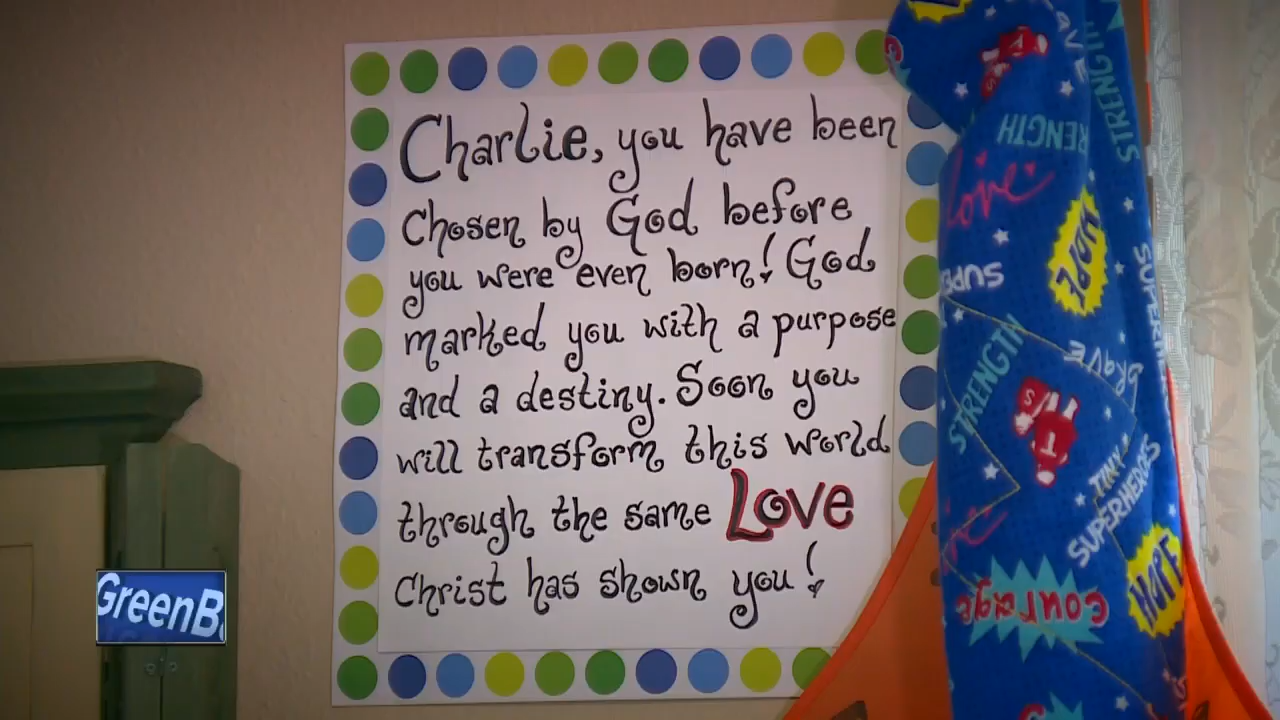 Charlie, you have been
Chosen by God before
you were even born! God
marked you with a purpose
and a destiny. Soon you
will transform this world
through the same Love
Christ has shown you!
STRENGTH
love
HOPE
SUPER
BRAVE
STRENGTH
TINY
SUPERHEROES
HOPE
COURAGE
GreenB